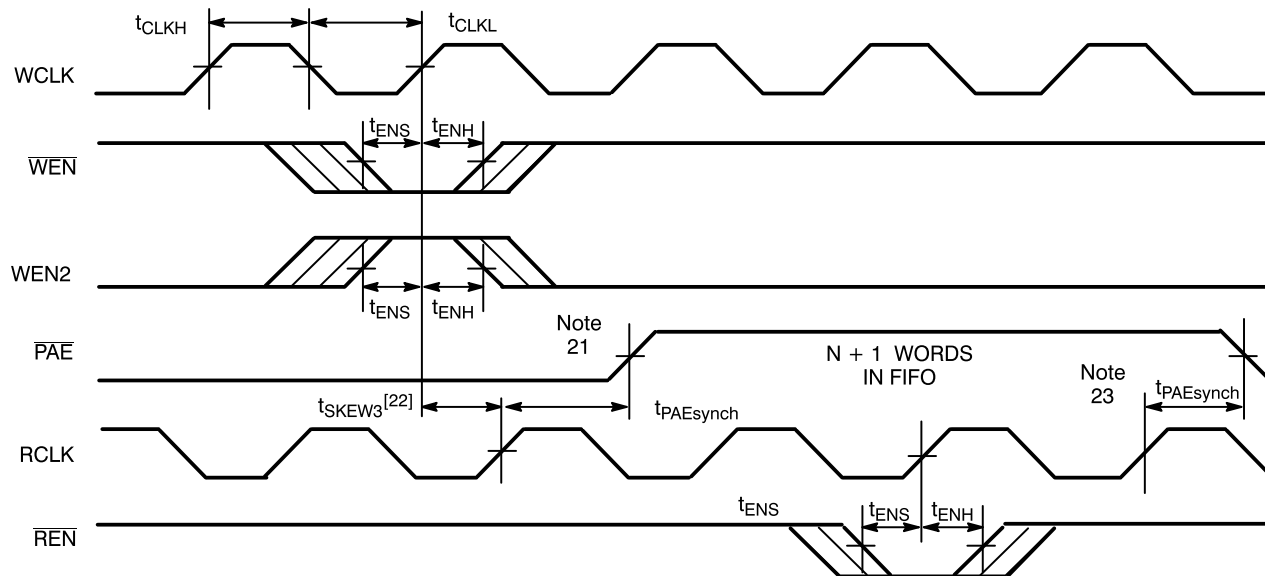 tCLKH
tCLKL
WCLK
tENS
tENH
WEN
WEN2
tENS
tENH
Note
21
PAE
N + 1 WORDS
IN FIFO
Note
23
tPAEsynch
tSKEW3[22]
tPAEsynch
RCLK
tENS
tENS
tENH
REN